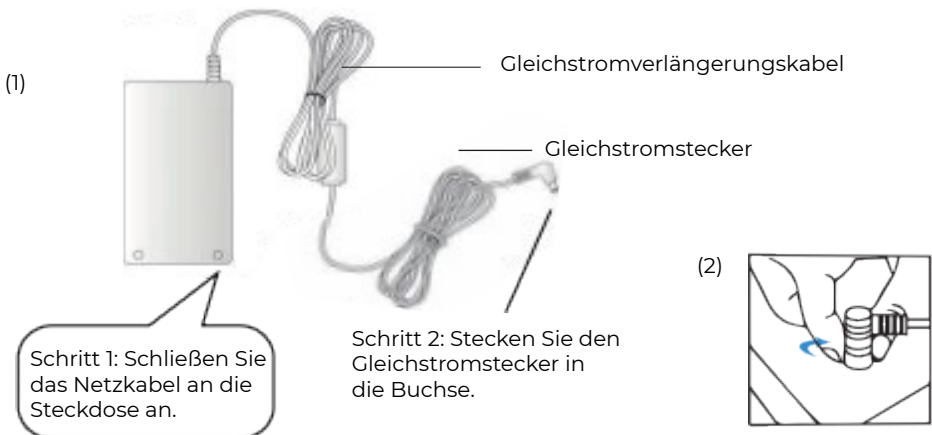 (1)
Gleichstromverlängerungskabel
Gleichstromstecker
(2)
Schritt 1: Schließen Sie
das Netzkabel an die
Steckdose an.
Schritt 2: Stecken Sie den
Gleichstromstecker in
die Buchse.